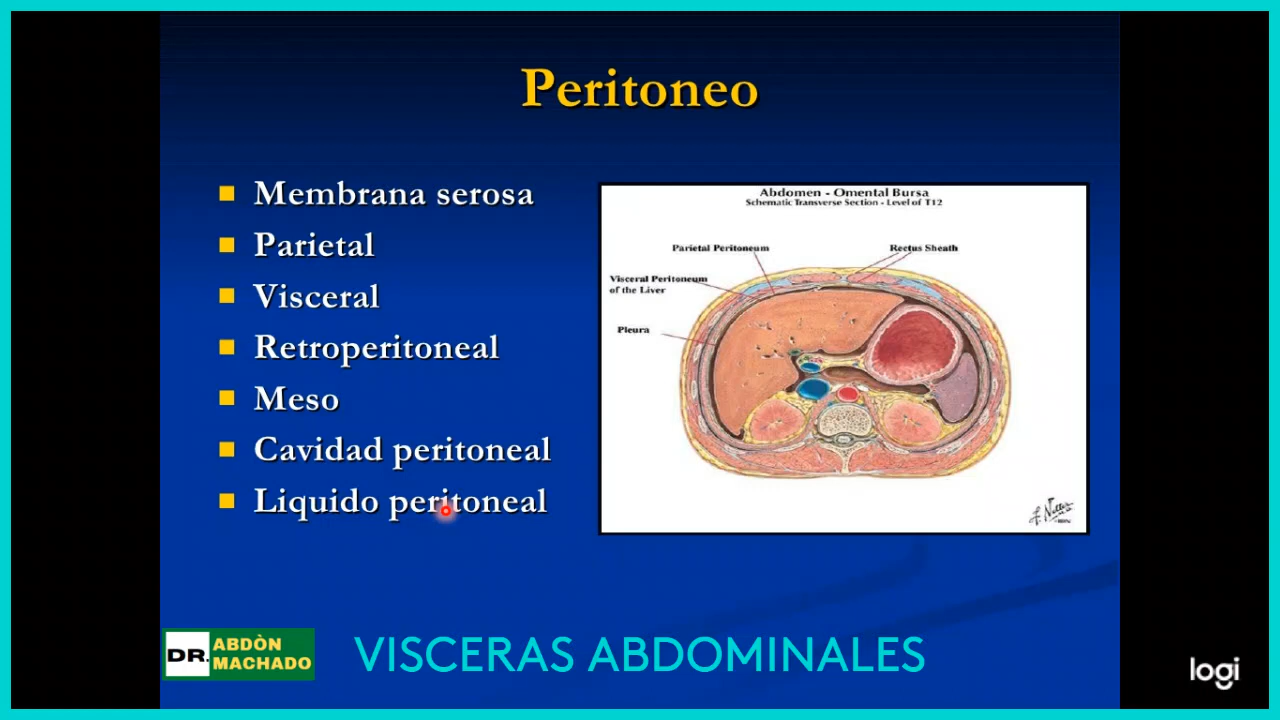 Peritoneo
Membrana serosa
Parietal
Visceral
Retroperitoneal
Meso
Cavidad peritoneal
Liquido peritoneal
Abdomen - Omental Bursa
Schematic Transverse Section - Level of T12
Parietal Peritoneum
Rectus Sheath
Visceral Peritoneum
of the Liver
Pleura
F. Netter
DR. ABDÒN
MACHADO
VISCERAS ABDOMINALES
logi